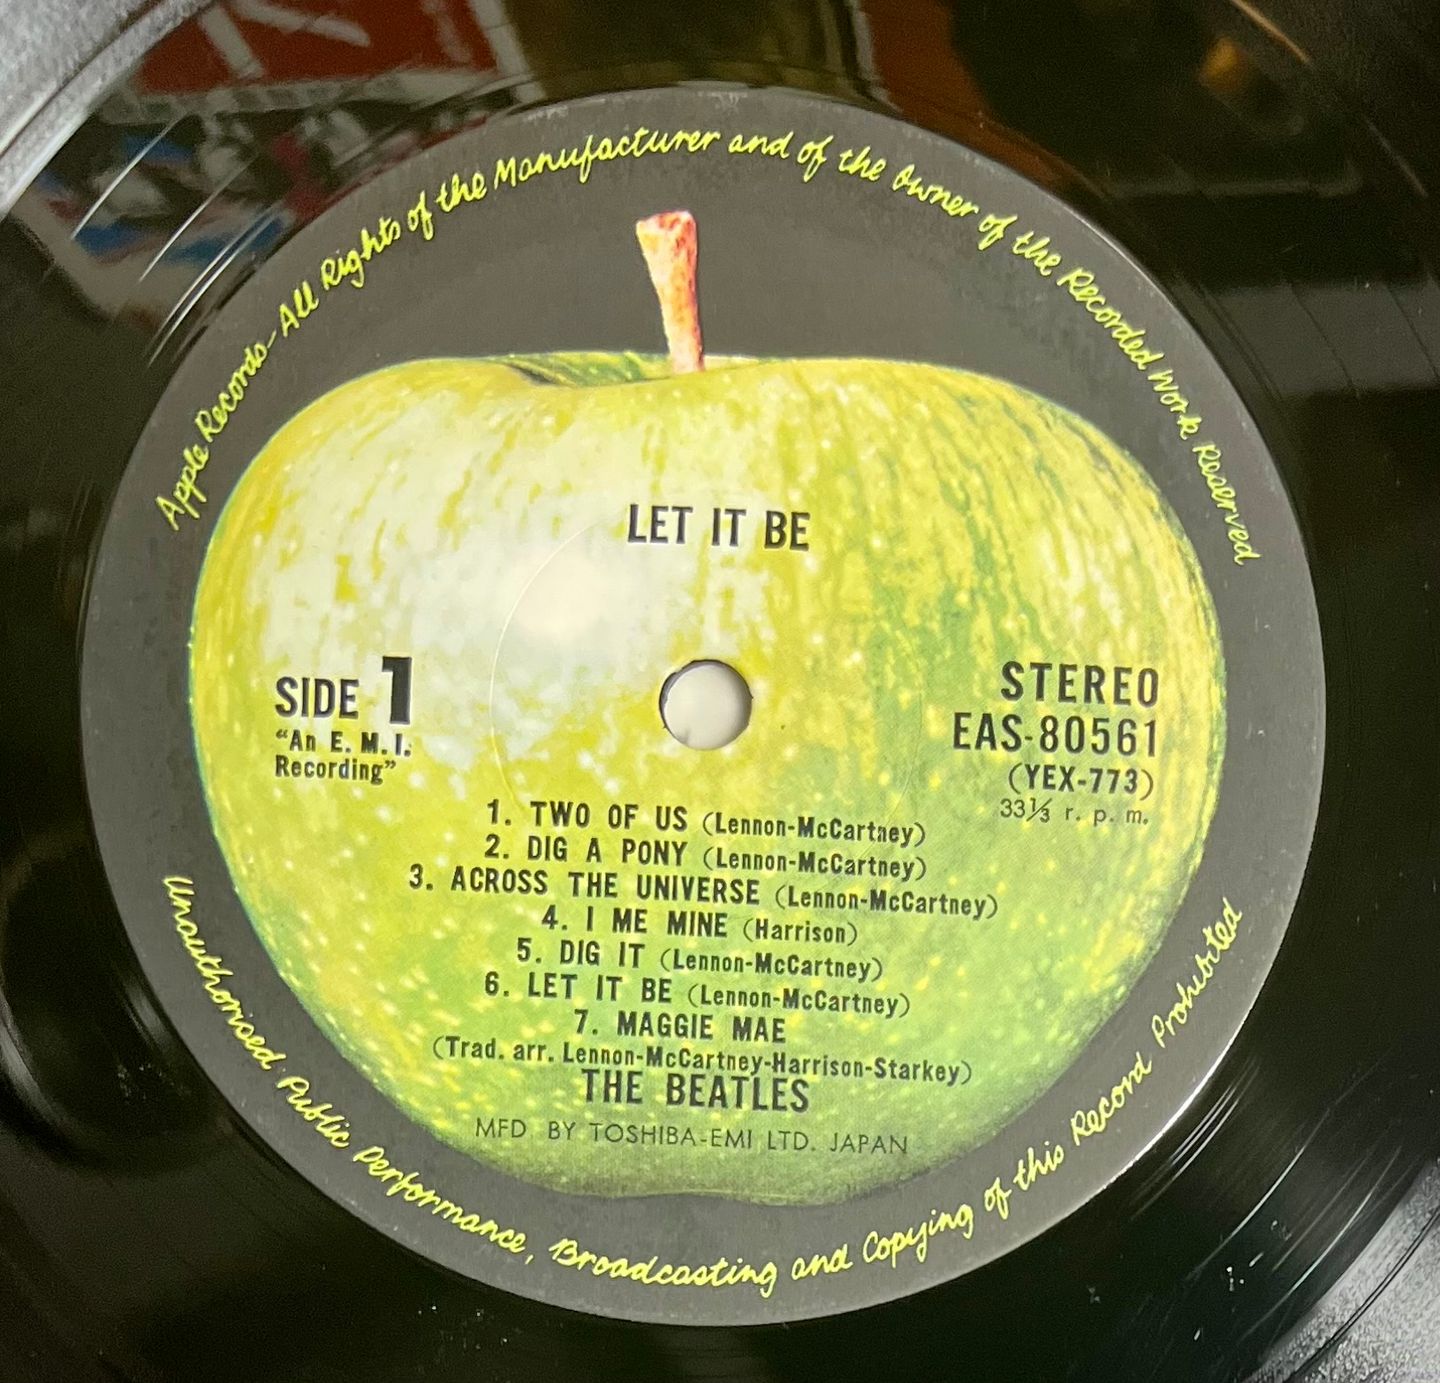 Apple Records - All Rights of the Manufacturer and of the Owner of the Recorded Work Reserved
LET IT BE
SIDE 1
“An E. M. I.
Recording”
STEREO
EAS-80561
(YEX-773)
33⅓ r. p. m.
1. TWO OF US (Lennon-McCartney)
2. DIG A PONY (Lennon-McCartney)
3. ACROSS THE UNIVERSE (Lennon-McCartney)
4. I ME MINE (Harrison)
5. DIG IT (Lennon-McCartney)
6. LET IT BE (Lennon-McCartney)
7. MAGGIE MAE
(Trad. arr. Lennon-McCartney-Harrison-Starkey)
THE BEATLES
MFD. BY TOSHIBA-EMI LTD. JAPAN
Unauthorised Public Performance, Broadcasting and Copying of this Record Prohibited